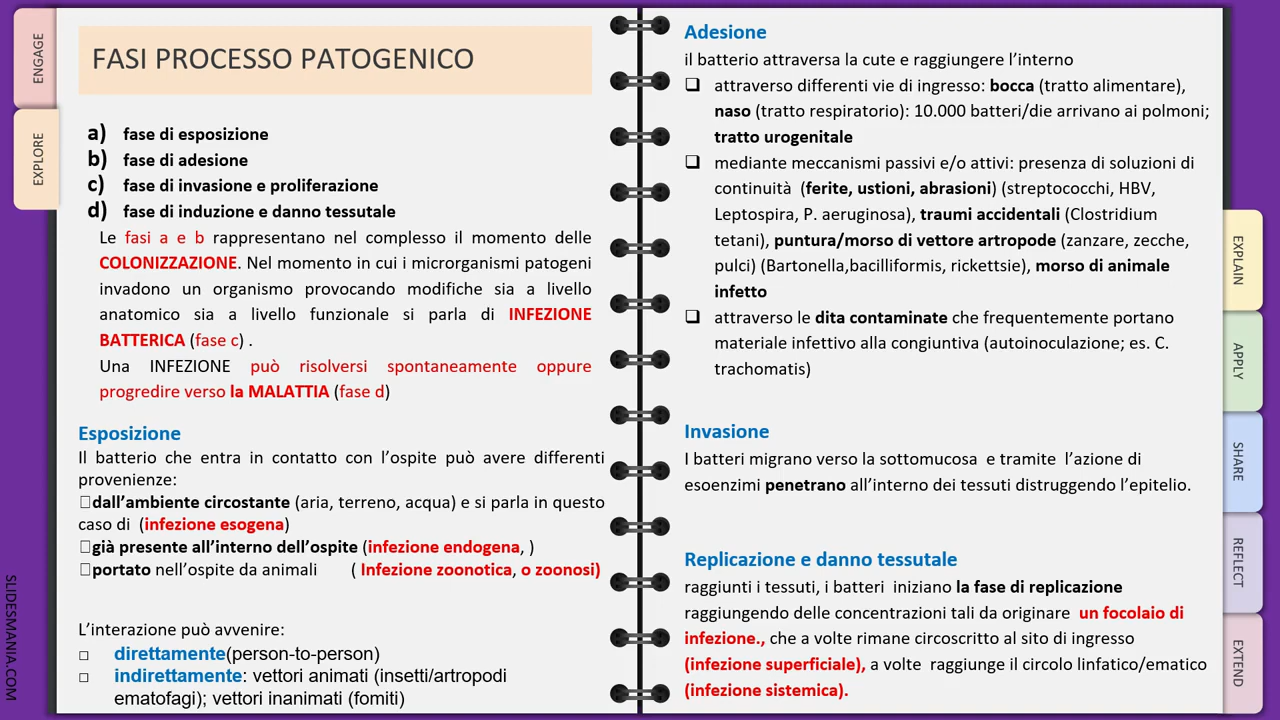 ENGAGE
EXPLORE
FASI PROCESSO PATOGENICO
a) fase di esposizione
b) fase di adesione
c) fase di invasione e proliferazione
d) fase di induzione e danno tessutale
Le fasi a e b rappresentano nel complesso il momento delle
COLONIZZAZIONE. Nel momento in cui i microrganismi patogeni
invadono un organismo provocando modifiche sia a livello
anatomico sia a livello funzionale si parla di INFEZIONE
BATTERICA (fase c) .
Una INFEZIONE può risolversi spontaneamente oppure
progredire verso la MALATTIA (fase d)
Esposizione
Il batterio che entra in contatto con l’ospite può avere differenti
provenienze:
□dall’ambiente circostante (aria, terreno, acqua) e si parla in questo
caso di (infezione esogena)
□già presente all’interno dell’ospite (infezione endogena, )
□portato nell’ospite da animali ( Infezione zoonotica, o zoonosi)
L’interazione può avvenire:
□ direttamente(person-to-person)
□ indirettamente: vettori animati (insetti/artropodi
ematofagi); vettori inanimati (fomiti)
SLIDESMANIA.COM
Adesione
il batterio attraversa la cute e raggiungere l’interno
❑ attraverso differenti vie di ingresso: bocca (tratto alimentare),
naso (tratto respiratorio): 10.000 batteri/die arrivano ai polmoni;
tratto urogenitale
❑ mediante meccanismi passivi e/o attivi: presenza di soluzioni di
continuità (ferite, ustioni, abrasioni) (streptococchi, HBV,
Leptospira, P. aeruginosa), traumi accidentali (Clostridium
tetani), puntura/morso di vettore artropode (zanzare, zecche,
pulci) (Bartonella,bacilliformis, rickettsie), morso di animale
infetto
❑ attraverso le dita contaminate che frequentemente portano
materiale infettivo alla congiuntiva (autoinoculazione; es. C.
trachomatis)
Invasione
I batteri migrano verso la sottomucosa e tramite l’azione di
esoenzimi penetrano all’interno dei tessuti distruggendo l’epitelio.
Replicazione e danno tessutale
raggiunti i tessuti, i batteri iniziano la fase di replicazione
raggiungendo delle concentrazioni tali da originare un focolaio di
infezione., che a volte rimane circoscritto al sito di ingresso
(infezione superficiale), a volte raggiunge il circolo linfatico/ematico
(infezione sistemica).
EXPLAIN
APPLY
SHARE
REFLECT
EXTEND